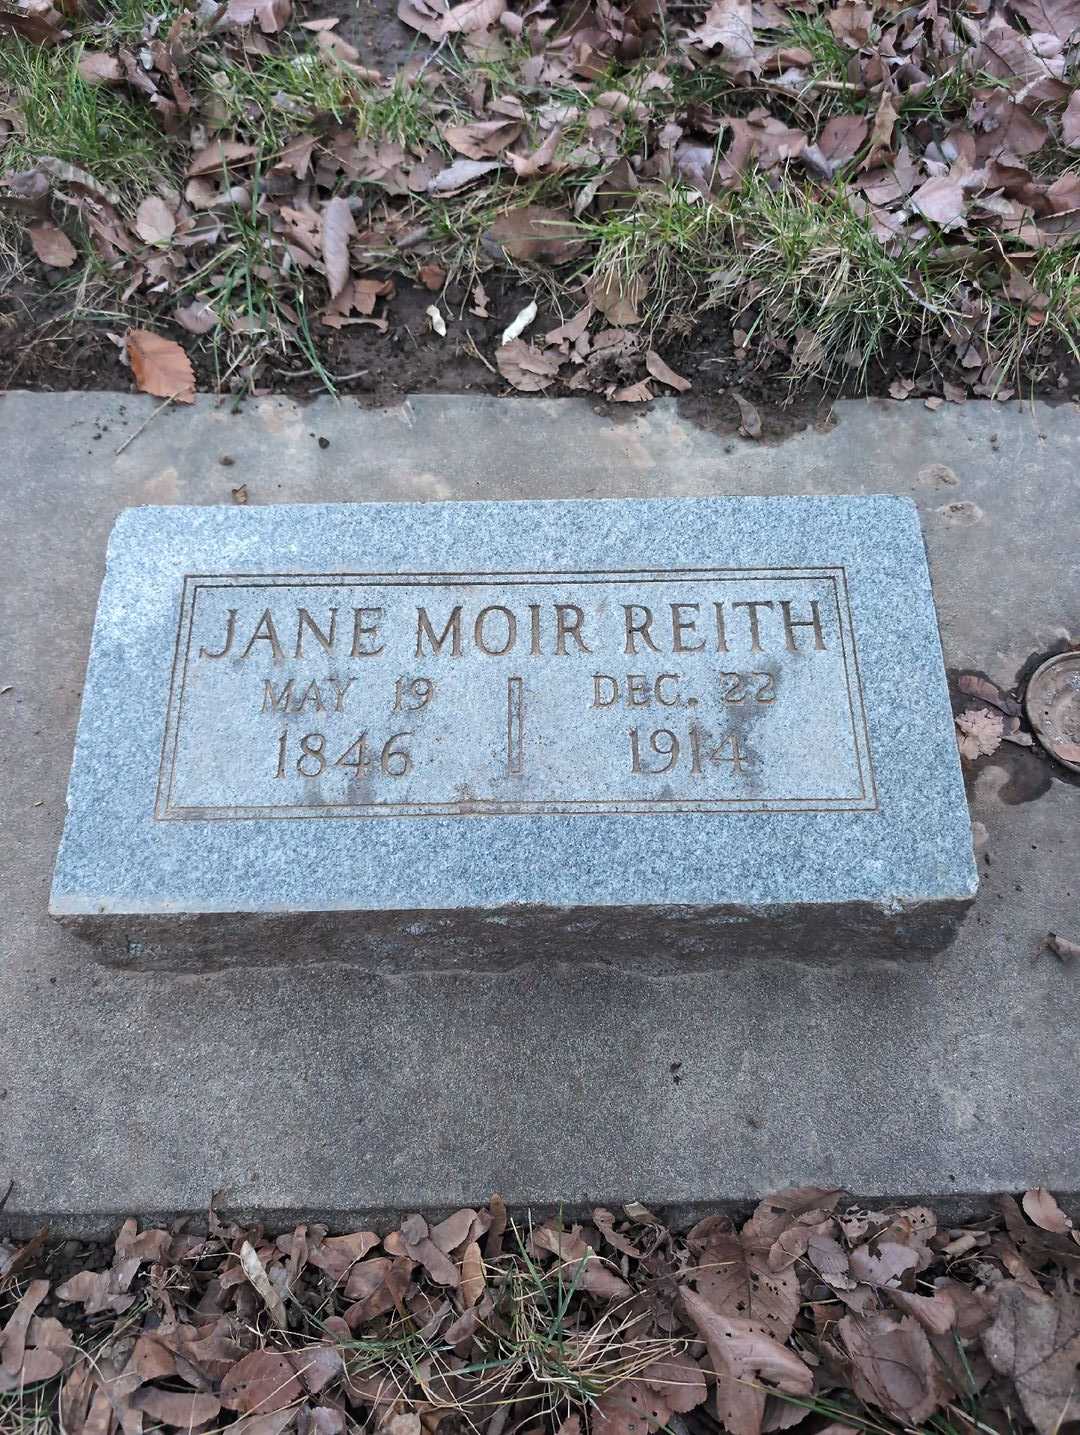 JANE MOIR REITH
MAY 19 DEC. 22
1846 1914